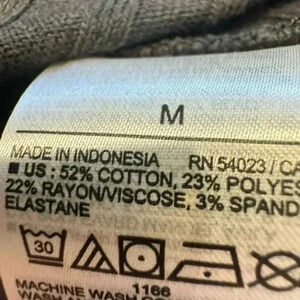 M
MADE IN INDONESIA RN 54023 / CA
■ US : 52% COTTON, 23% POLYES
22% RAYON/VISCOSE, 3% SPAND
ELASTANE
30
1166
MACHINE WASH